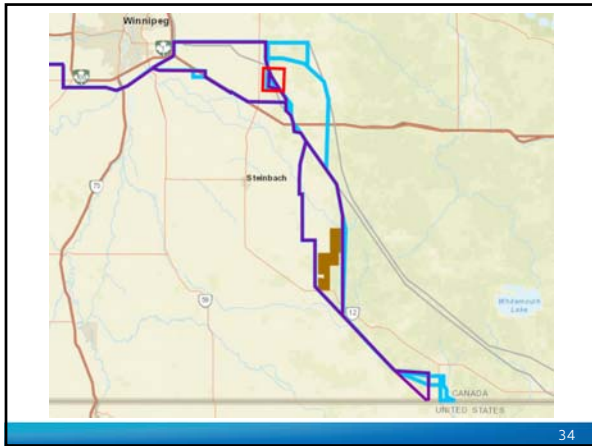 Winnipeg
Steinbach
75
59
12
Whitemouth
Lake
CANADA
UNITED STATES
34